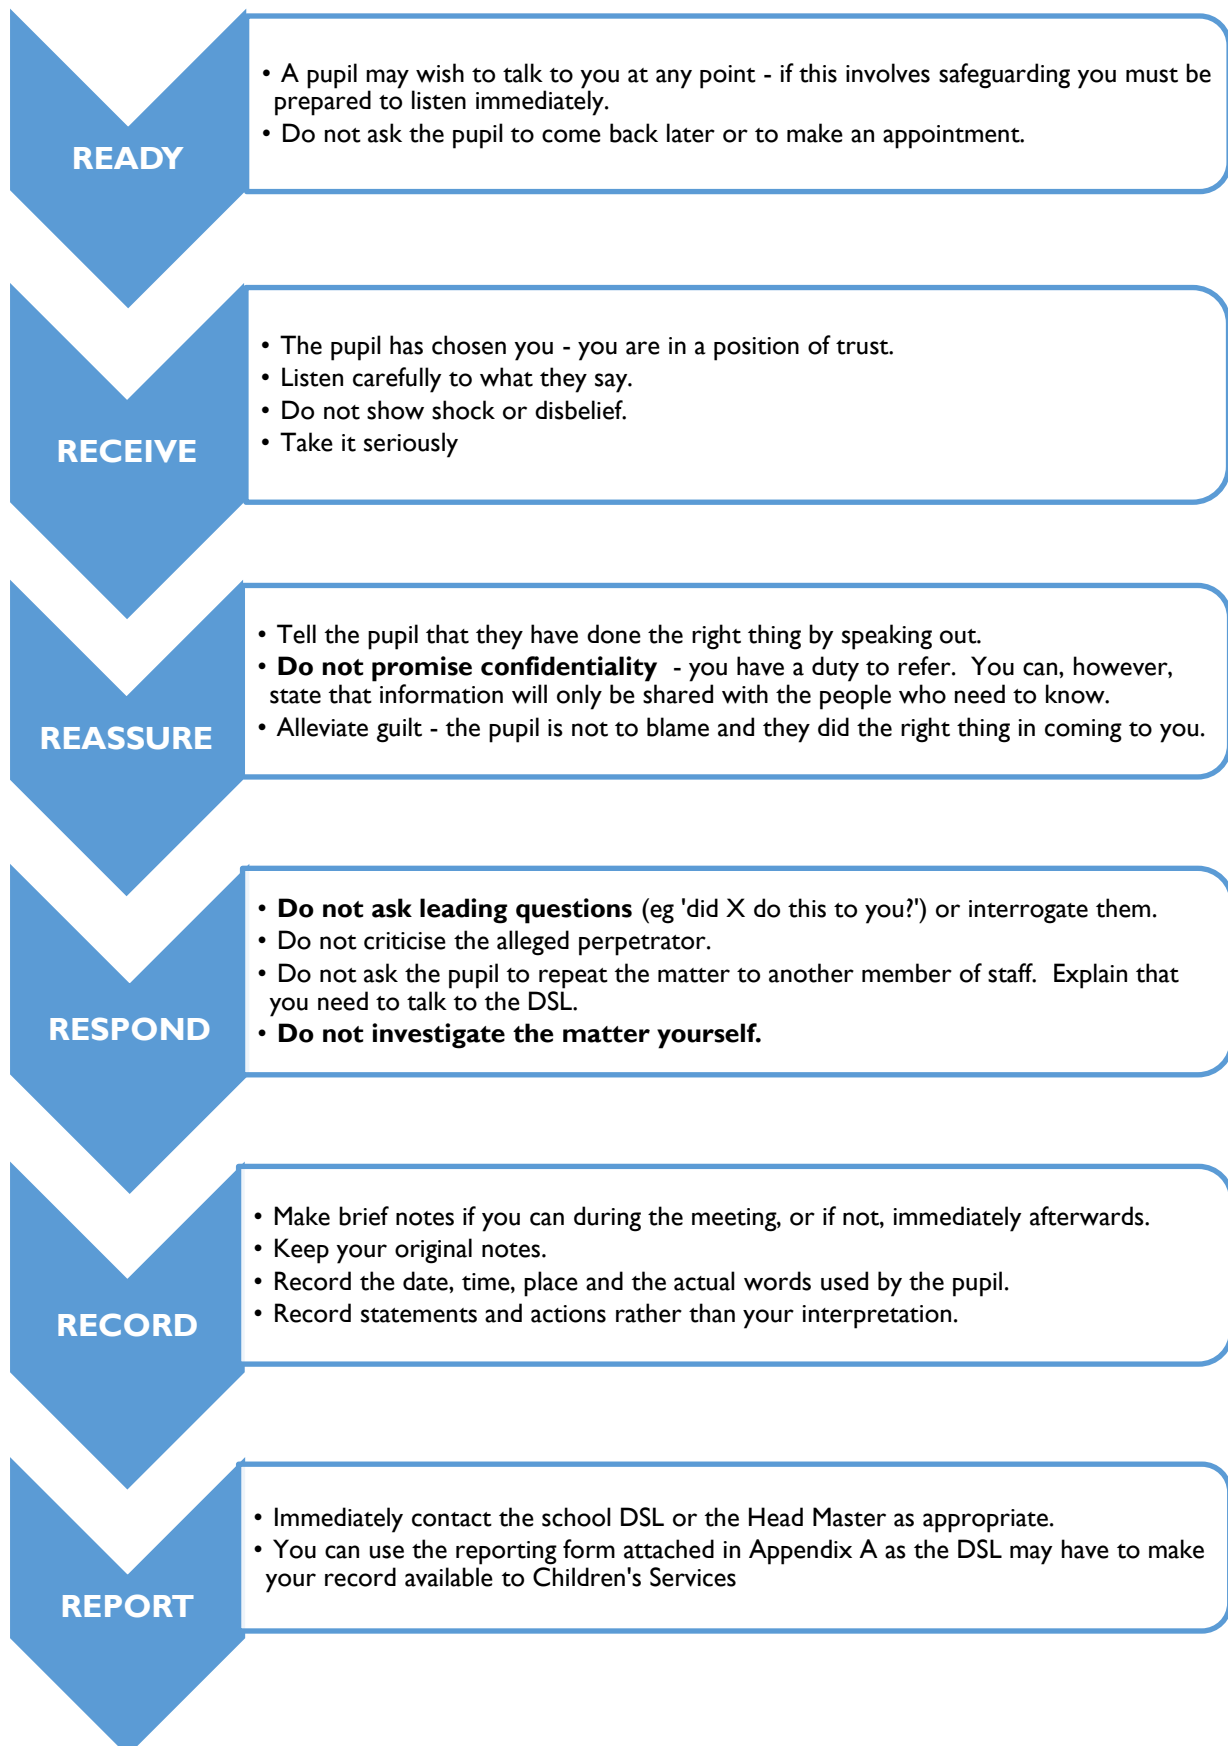 READY
• A pupil may wish to talk to you at any point - if this involves safeguarding you must be
prepared to listen immediately.
• Do not ask the pupil to come back later or to make an appointment.
RECEIVE
• The pupil has chosen you - you are in a position of trust.
• Listen carefully to what they say.
• Do not show shock or disbelief.
• Take it seriously
REASSURE
• Tell the pupil that they have done the right thing by speaking out.
• Do not promise confidentiality - you have a duty to refer. You can, however,
state that information will only be shared with the people who need to know.
• Alleviate guilt - the pupil is not to blame and they did the right thing in coming to you.
RESPOND
• Do not ask leading questions (eg 'did X do this to you?') or interrogate them.
• Do not criticise the alleged perpetrator.
• Do not ask the pupil to repeat the matter to another member of staff. Explain that
you need to talk to the DSL.
• Do not investigate the matter yourself.
RECORD
• Make brief notes if you can during the meeting, or if not, immediately afterwards.
• Keep your original notes.
• Record the date, time, place and the actual words used by the pupil.
• Record statements and actions rather than your interpretation.
REPORT
• Immediately contact the school DSL or the Head Master as appropriate.
• You can use the reporting form attached in Appendix A as the DSL may have to make
your record available to Children's Services